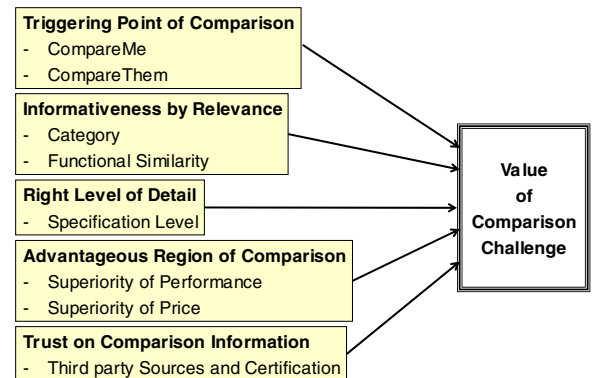 Triggering Point of Comparison
- CompareMe
- CompareThem
Informativeness by Relevance
- Category
- Functional Similarity
Right Level of Detail
- Specification Level
Advantageous Region of Comparison
- Superiority of Performance
- Superiority of Price
Trust on Comparison Information
- Third party Sources and Certification
Value
of
Comparison
Challenge